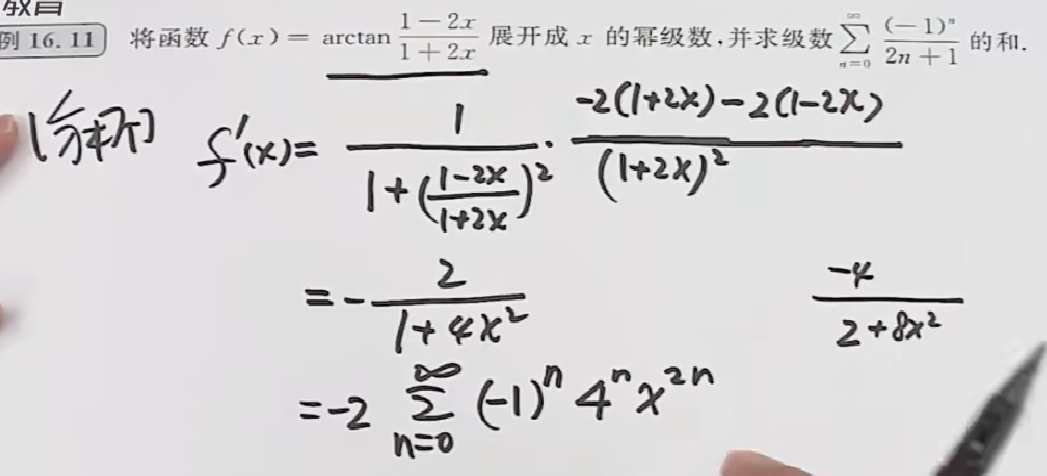 教育
例 16.11 将函数 f(x) = arctan \frac{1-2x}{1+2x} 展开成 x 的幂级数,并求级数 \sum_{n=0}^{\infty} \frac{(-1)^n}{2n+1} 的和.
[分析] f'(x) = \frac{1}{1+(\frac{1-2x}{1+2x})^2} \cdot \frac{-2(1+2x)-2(1-2x)}{(1+2x)^2}
= -\frac{2}{1+4x^2} \frac{-4}{2+8x^2}
= -2 \sum_{n=0}^{\infty} (-1)^n 4^n x^{2n}